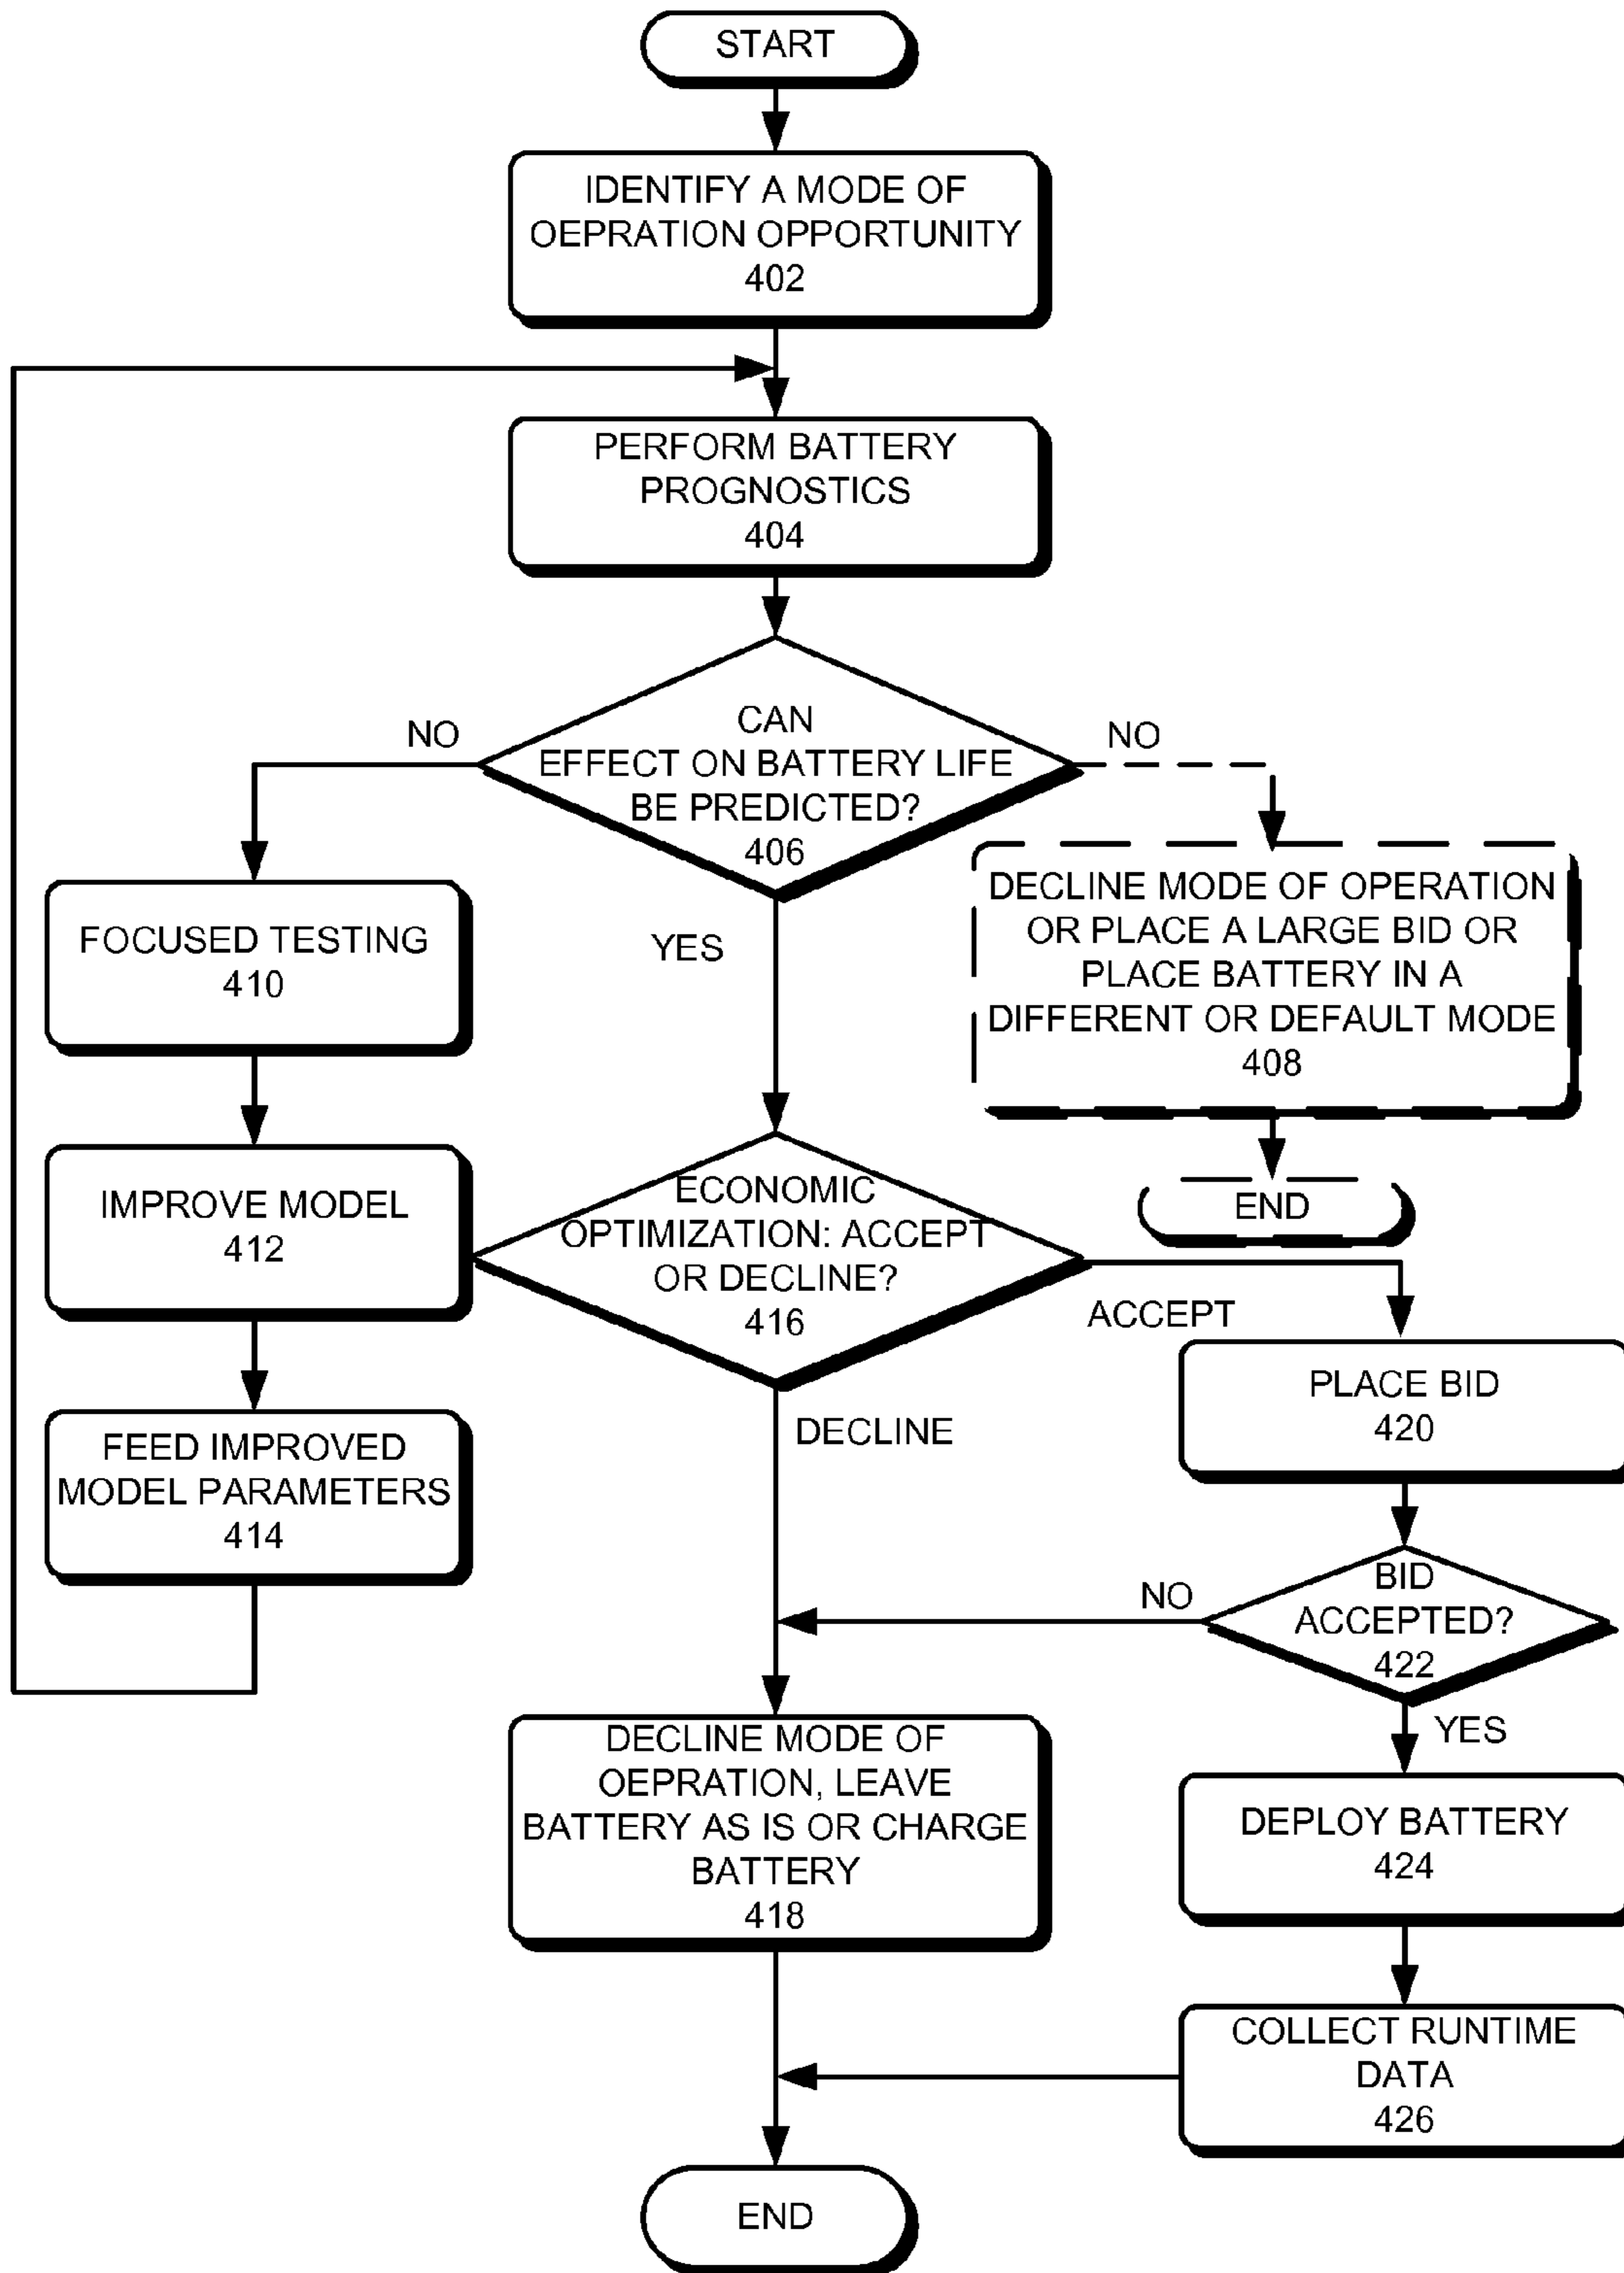 START
IDENTIFY A MODE OF
OEPRATION OPPORTUNITY
402
PERFORM BATTERY
PROGNOSTICS
404
NO
CAN
EFFECT ON BATTERY LIFE
BE PREDICTED?
406
NO
YES
FOCUSED TESTING
410
DECLINE MODE OF OPERATION
OR PLACE A LARGE BID OR
PLACE BATTERY IN A
DIFFERENT OR DEFAULT MODE
408
END
IMPROVE MODEL
412
ECONOMIC
OPTIMIZATION: ACCEPT
OR DECLINE?
416
ACCEPT
DECLINE
FEED IMPROVED
MODEL PARAMETERS
414
PLACE BID
420
BID
ACCEPTED?
422
NO
YES
DECLINE MODE OF
OEPRATION, LEAVE
BATTERY AS IS OR CHARGE
BATTERY
418
DEPLOY BATTERY
424
COLLECT RUNTIME
DATA
426
END